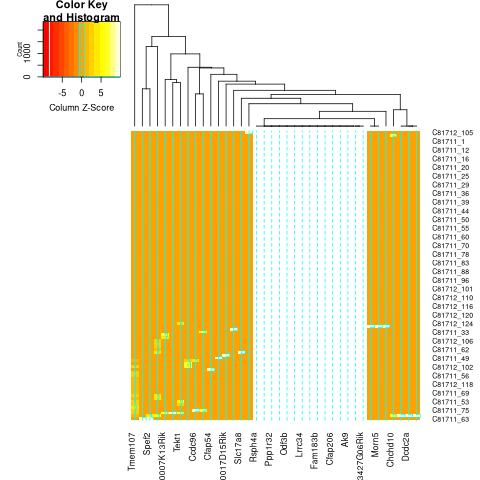 Color Key
and Histogram
Count
0 1000
-5 0 5
Column Z-Score
C81712_105
C81711_1
C81711_12
C81711_16
C81711_20
C81711_25
C81711_29
C81711_36
C81711_39
C81711_44
C81711_50
C81711_55
C81711_60
C81711_70
C81711_78
C81711_83
C81711_88
C81711_96
C81712_101
C81712_110
C81712_116
C81712_120
C81712_124
C81711_33
C81712_106
C81711_62
C81711_49
C81712_102
C81711_56
C81712_118
C81711_69
C81711_53
C81711_75
C81711_63
Tmem107
Spef2
0007K13Rik
Tekt1
Ccdc96
Cfap54
0017D15Rik
Slc17a8
Rsph4a
Ppp1r32
Odf3b
Lrrc34
Fam183b
Cfap206
Ak9
3427G06Rik
Morn5
Chchd10
Dcdc2a